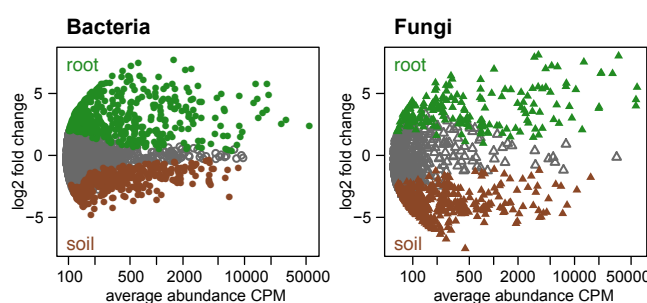 Bacteria
root
log2 fold change
5
0
−5
soil
100
500
2000
10000
50000
average abundance CPM
Fungi
root
log2 fold change
5
0
−5
soil
100
500
2000
10000
50000
average abundance CPM